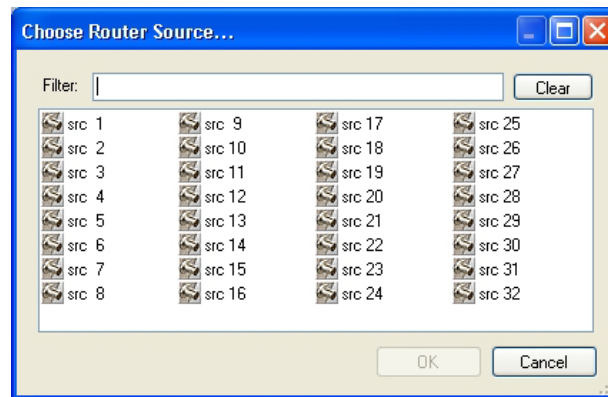 Choose Router Source...
Filter: Clear
src 1 src 9 src 17 src 25
src 2 src 10 src 18 src 26
src 3 src 11 src 19 src 27
src 4 src 12 src 20 src 28
src 5 src 13 src 21 src 29
src 6 src 14 src 22 src 30
src 7 src 15 src 23 src 31
src 8 src 16 src 24 src 32
OK Cancel